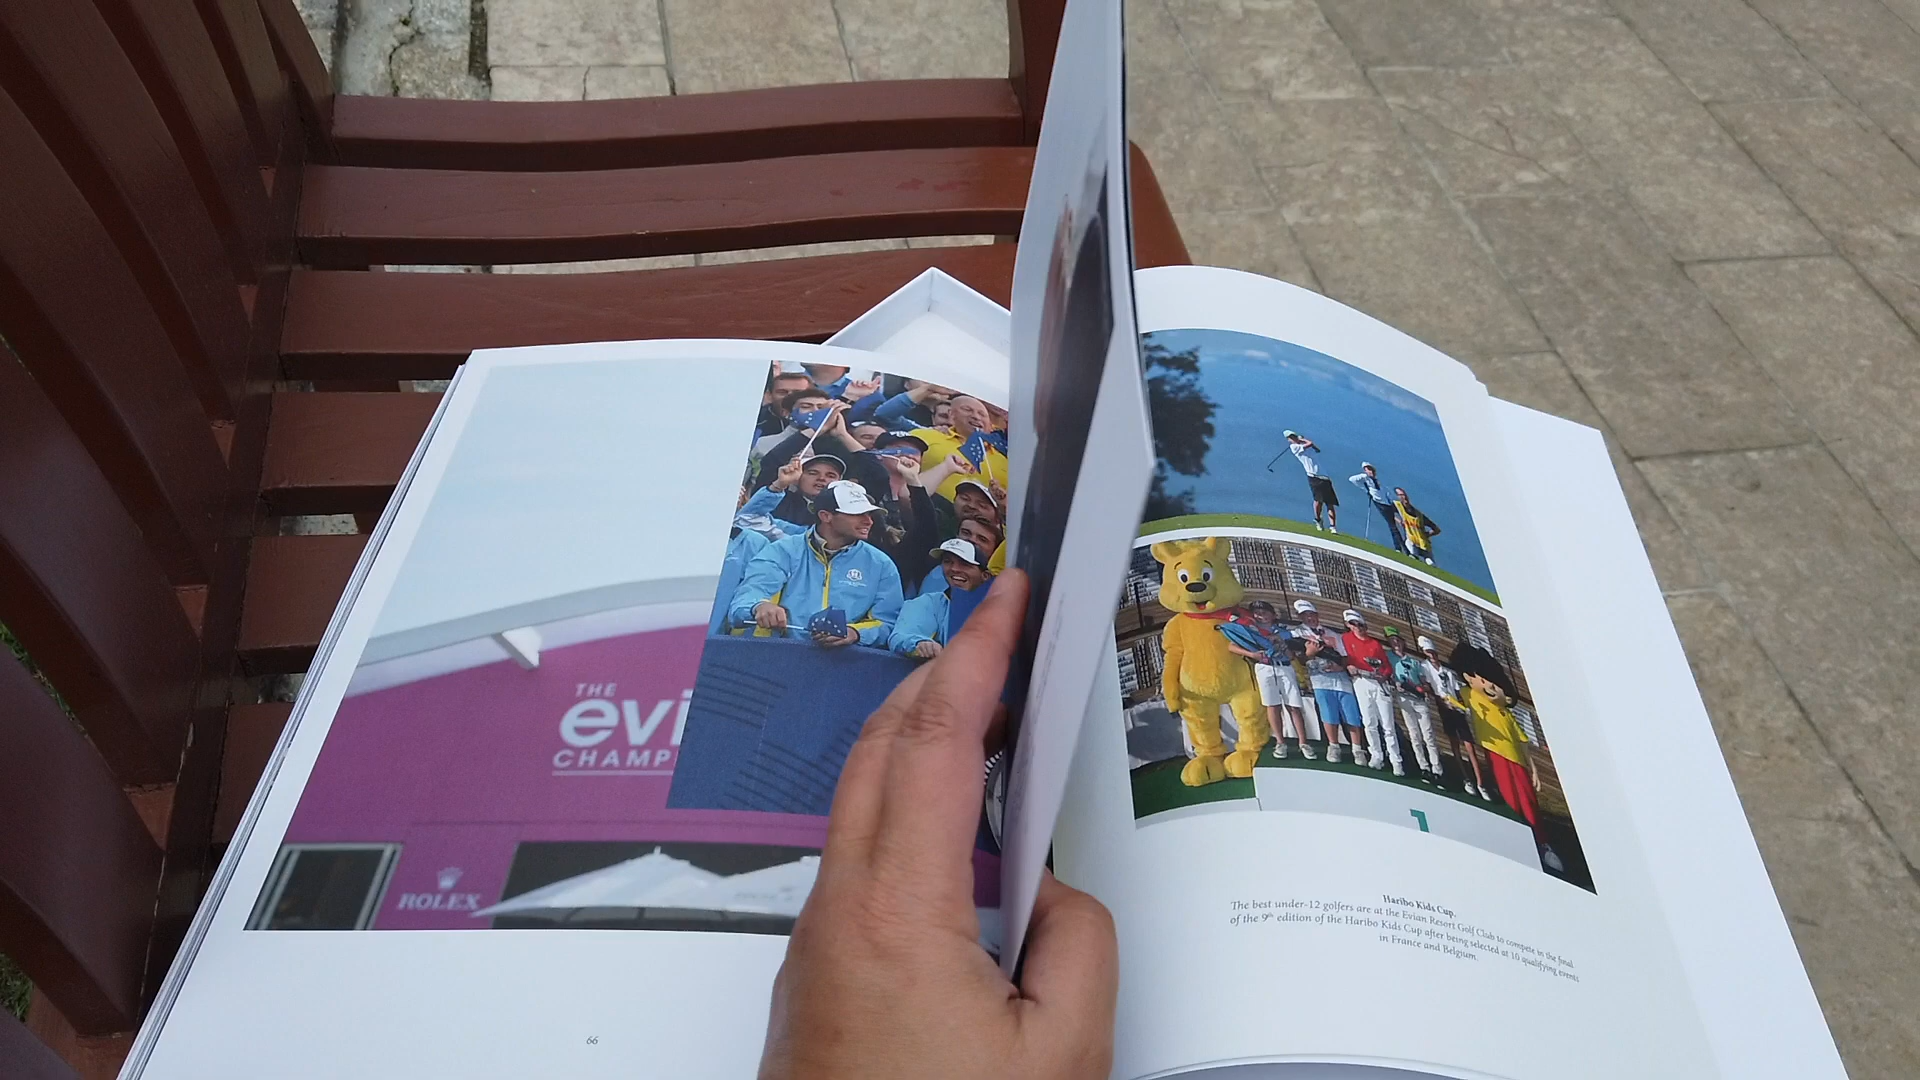 THE
evi
CHAMP
ROLEX
66
1
Haribo Kids Cup.
The best under-12 golfers are at the Evian Resort Golf Club to compete in the final
of the 9th edition of the Haribo Kids Cup after being selected at 10 qualifying events
in France and Belgium.